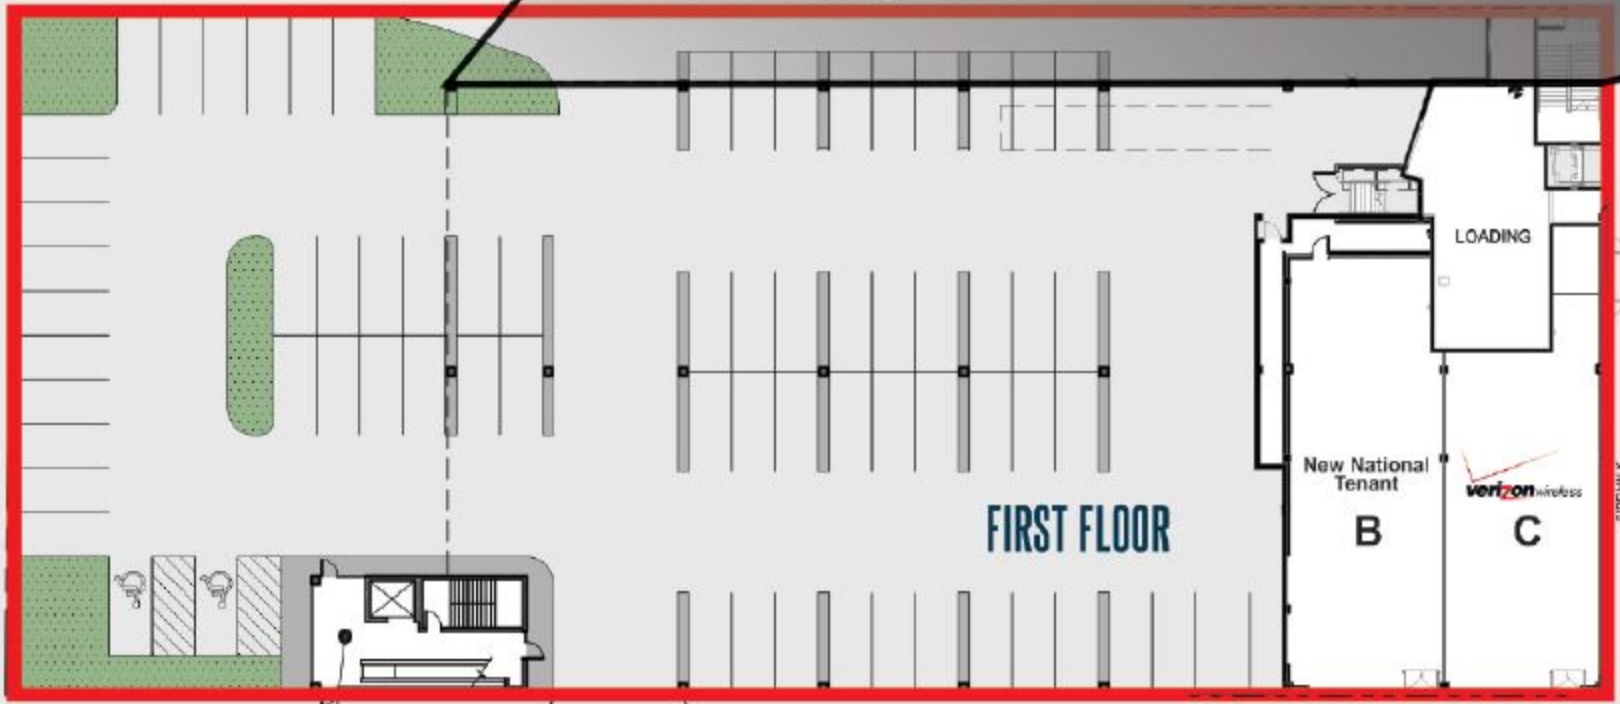 LOADING
New National
Tenant
B
verizon wireless
C
FIRST FLOOR